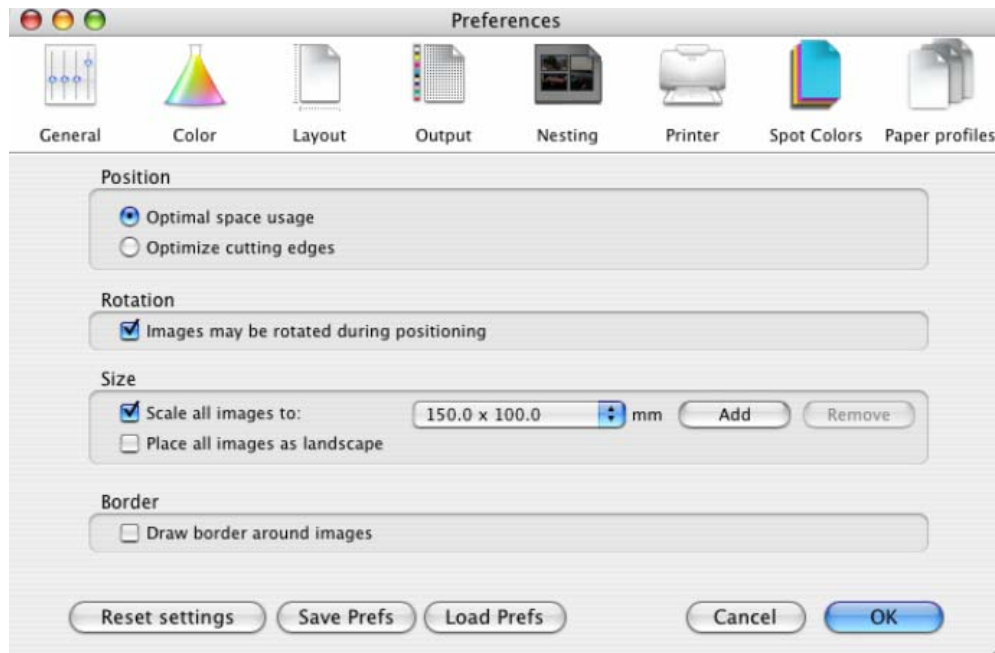 Preferences
General Color Layout Output Nesting Printer Spot Colors Paper profiles
Position
Optimal space usage
Optimize cutting edges
Rotation
Images may be rotated during positioning
Size
Scale all images to: 150.0 x 100.0 mm Add Remove
Place all images as landscape
Border
Draw border around images
Reset settings Save Prefs Load Prefs Cancel OK